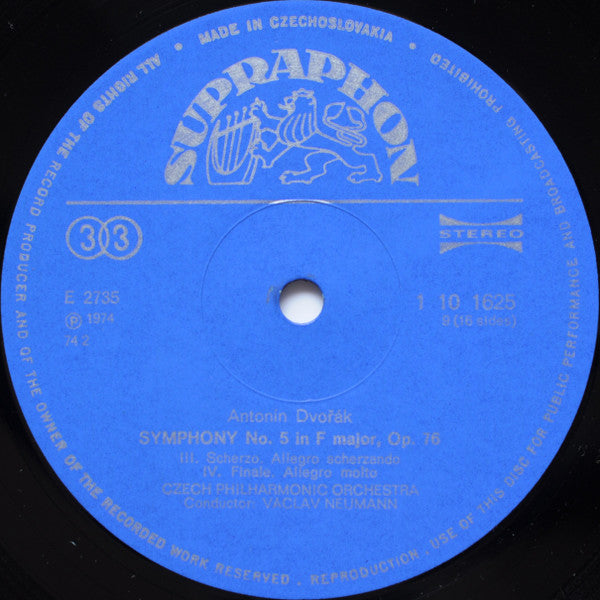 MADE IN CZECHOSLOVAKIA
SUPRAPHON
33
STEREO
E 2735
1 10 1625
Ⓟ 1974
9 (16 sides)
74 2
Antonín Dvořák
SYMPHONY No. 5 in F major, Op. 76
III. Scherzo. Allegro scherzando
IV. Finale. Allegro molto
CZECH PHILHARMONIC ORCHESTRA
Conductor: VÁCLAV NEUMANN
ALL RIGHTS OF THE RECORD PRODUCER AND OF THE OWNER OF THE RECORDED WORK RESERVED . REPRODUCTION . USE OF THIS DISC FOR PUBLIC PERFORMANCE AND BROADCASTING PROHIBITED